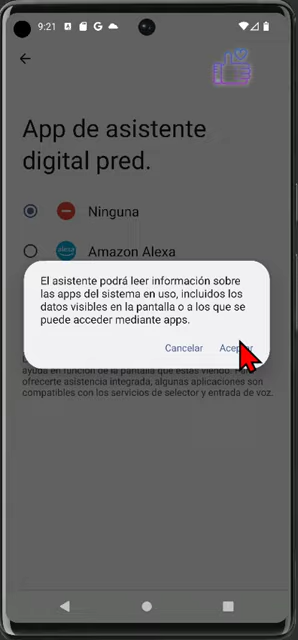 9:21
App de asistente
digital pred.
Ninguna
alexa
Amazon Alexa
El asistente podrá leer información sobre
las apps del sistema en uso, incluidos los
datos visibles en la pantalla o a los que se
puede acceder mediante apps.
Cancelar
ayuda en función de la pantalla que estás viendo. Para
ofrecerte asistencia integrada, algunas aplicaciones son
compatibles con los servicios de selector y entrada de voz.